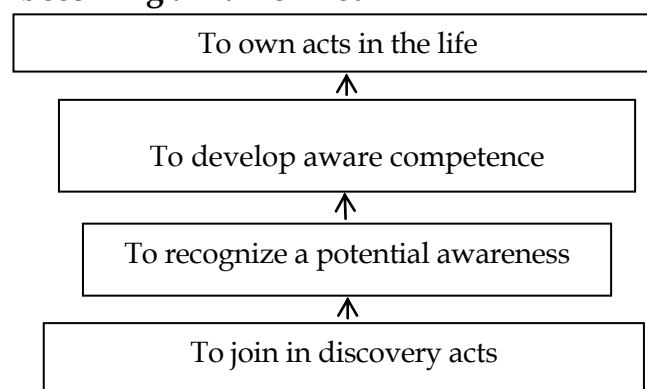 To own acts in the life
To develop aware competence
To recognize a potential awareness
To join in discovery acts